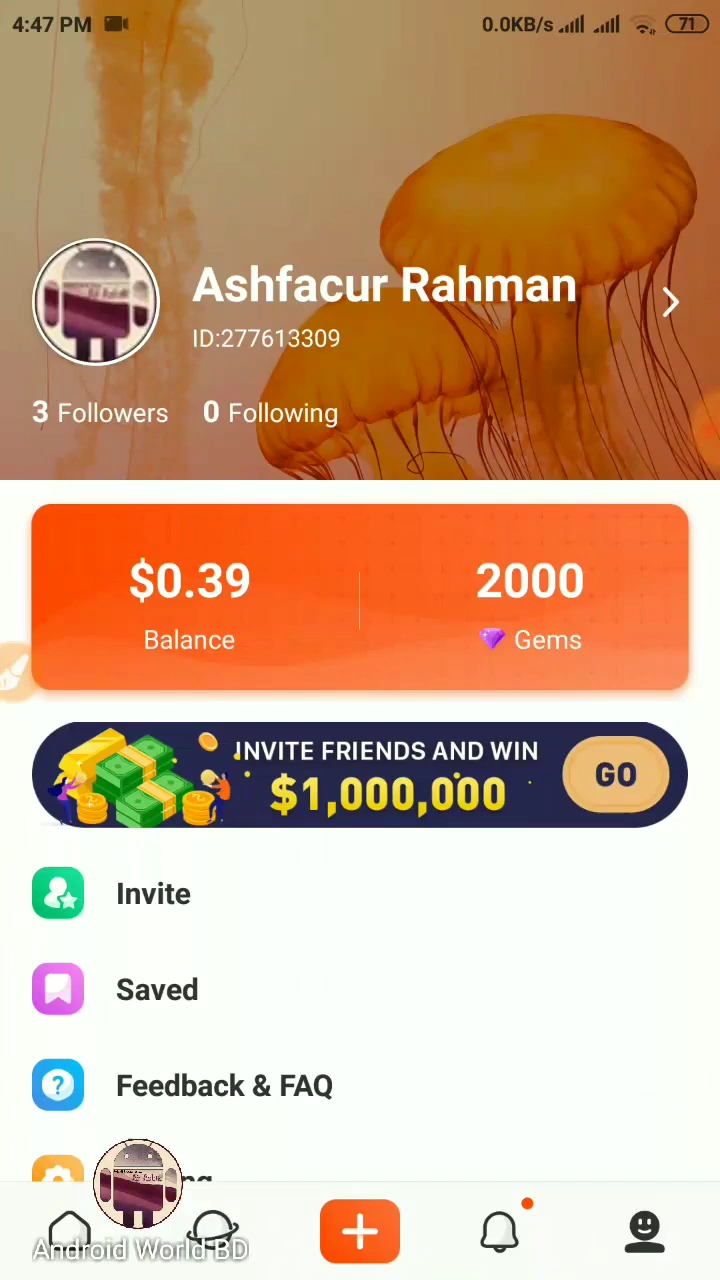 4:47 PM
0.0KB/s
71
Ashfacur Rahman
ID:277613309
3 Followers 0 Following
$0.39
2000
Balance
Gems
INVITE FRIENDS AND WIN
$1,000,000
GO
Invite
Saved
?
Feedback & FAQ
Android World BD